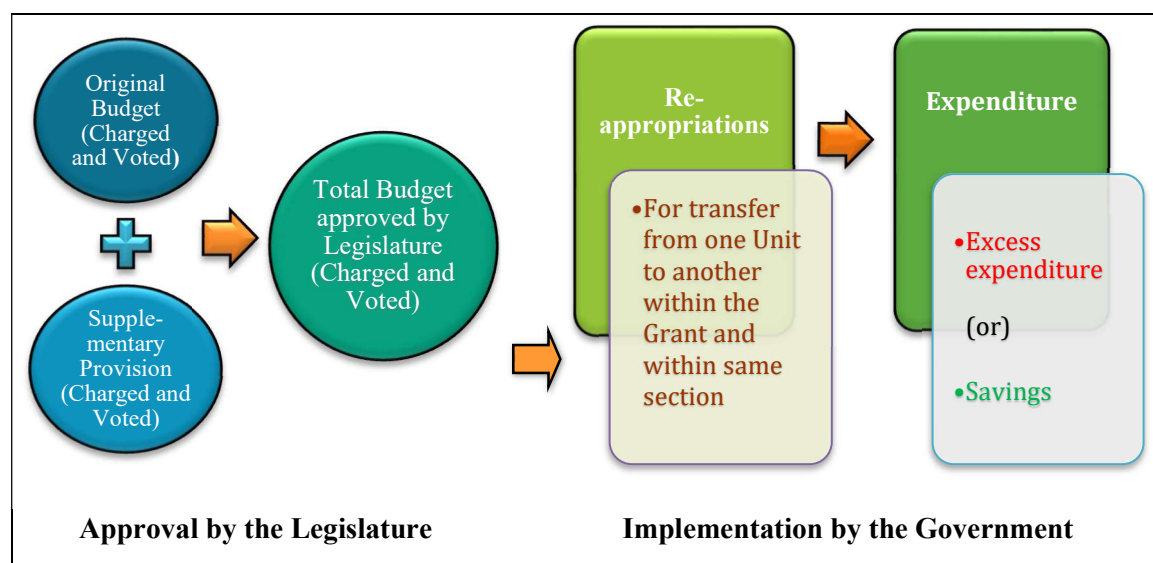 Original
Budget
(Charged
and Voted)
Supple-
mentary
Provision
(Charged and
Voted)
Total Budget
approved by
Legislature
(Charged and
Voted)
Re-
appropriations
•For transfer
from one Unit
to another
within the
Grant and
within same
section
Expenditure
•Excess
expenditure
(or)
•Savings
Approval by the Legislature
Implementation by the Government